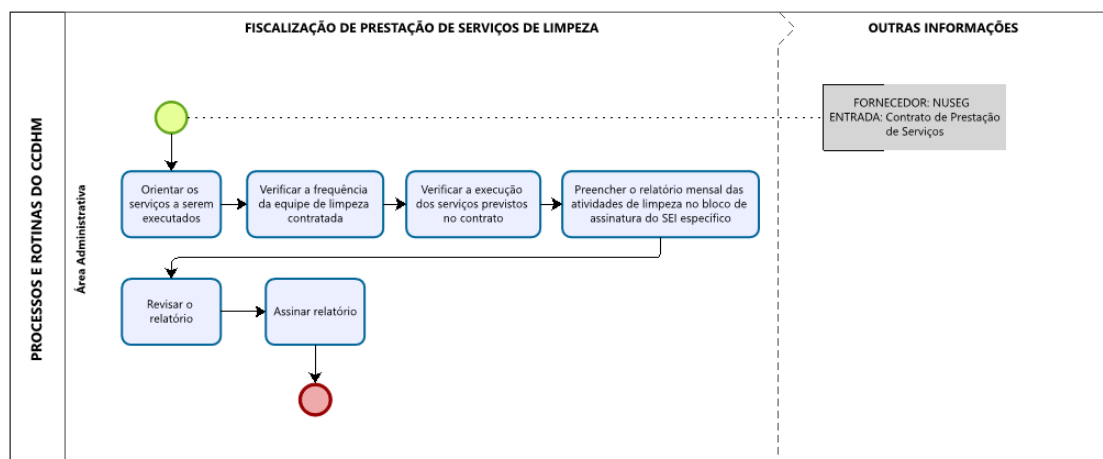 FISCALIZAÇÃO DE PRESTAÇÃO DE SERVIÇOS DE LIMPEZA
OUTRAS INFORMAÇÕES
PROCESSOS E ROTINAS DO CCDHM
Área Administrativa
FORNECEDOR: NUSEG
ENTRADA: Contrato de Prestação
de Serviços
Orientar os
serviços a serem
executados
Verificar a frequência
da equipe de limpeza
contratada
Verificar a execução
dos serviços previstos
no contrato
Preencher o relatório mensal das
atividades de limpeza no bloco de
assinatura do SEI específico
Revisar o
relatório
Assinar relatório